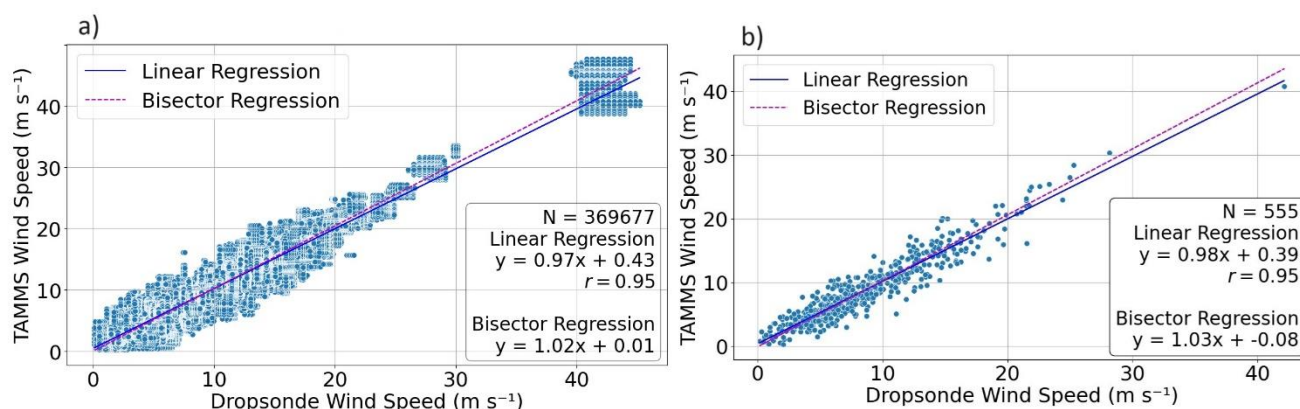 a)
TAMMS Wind Speed (m s⁻¹)
40
30
20
10
0
Linear Regression
Bisector Regression
N = 369677
Linear Regression
y = 0.97x + 0.43
r = 0.95
Bisector Regression
y = 1.02x + 0.01
0 10 20 30 40
Dropsonde Wind Speed (m s⁻¹)
b)
TAMMS Wind Speed (m s⁻¹)
40
30
20
10
0
Linear Regression
Bisector Regression
N = 555
Linear Regression
y = 0.98x + 0.39
r = 0.95
Bisector Regression
y = 1.03x + -0.08
0 10 20 30 40
Dropsonde Wind Speed (m s⁻¹)